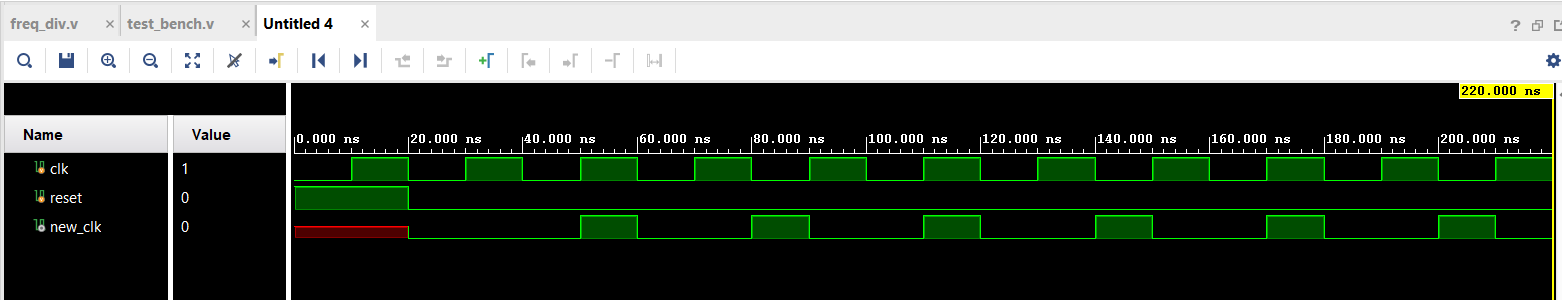 freq_div.v × test_bench.v × Untitled 4 ×
?
220.000 ns
Name Value
0.000 ns 20.000 ns 40.000 ns 60.000 ns 80.000 ns 100.000 ns 120.000 ns 140.000 ns 160.000 ns 180.000 ns 200.000 ns
clk 1
reset 0
new_clk 0